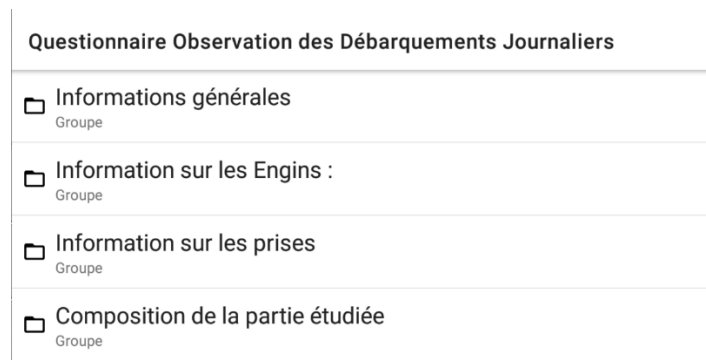 Questionnaire Observation des Débarquements Journaliers
Informations générales
Groupe
Information sur les Engins :
Groupe
Information sur les prises
Groupe
Composition de la partie étudiée
Groupe